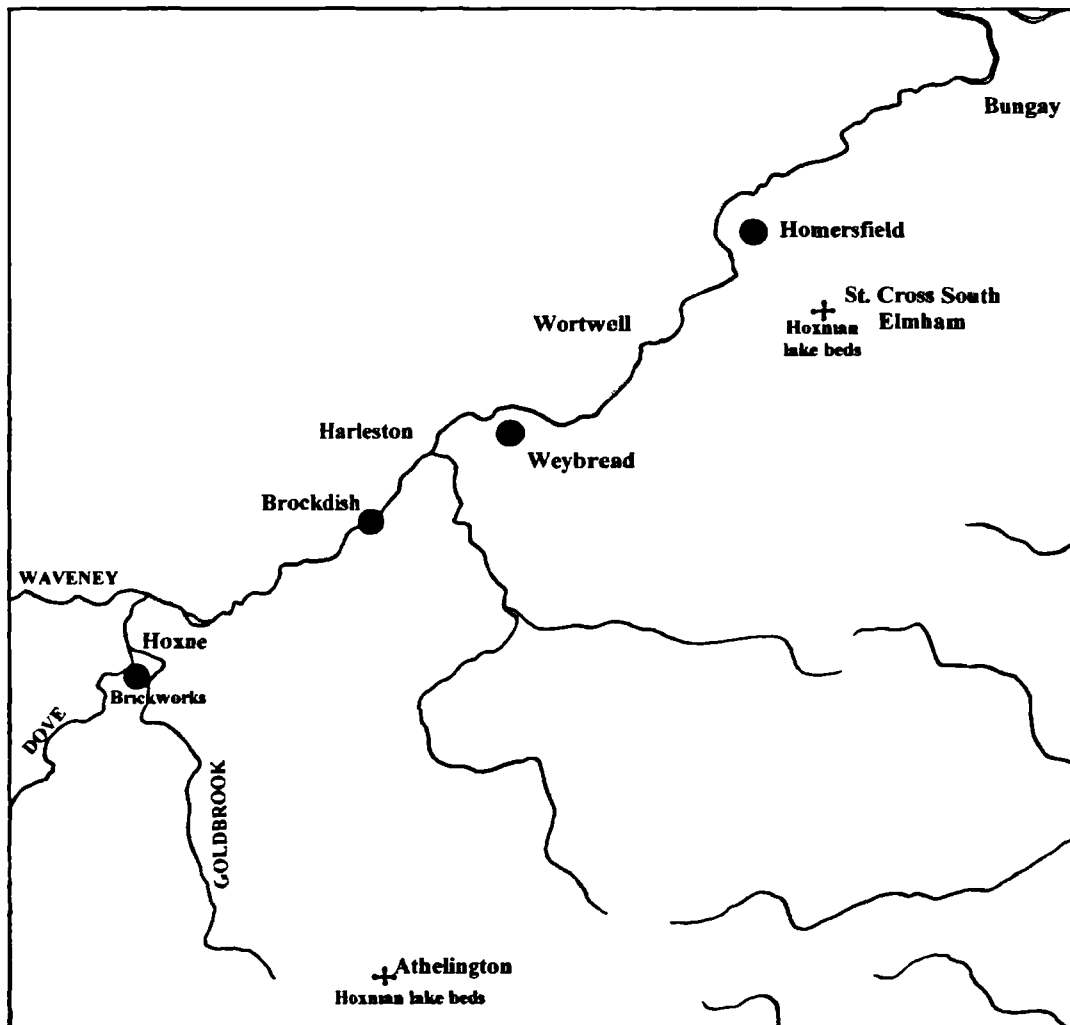 Bungay
Homersfield
St. Cross South
Elmham
Hoxnian
lake beds
Wortwell
Harleston
Weybread
Brockdish
WAVENEY
Hoxne
Brickworks
DOVE
GOLDBROOK
Athelington
Hoxnian lake beds